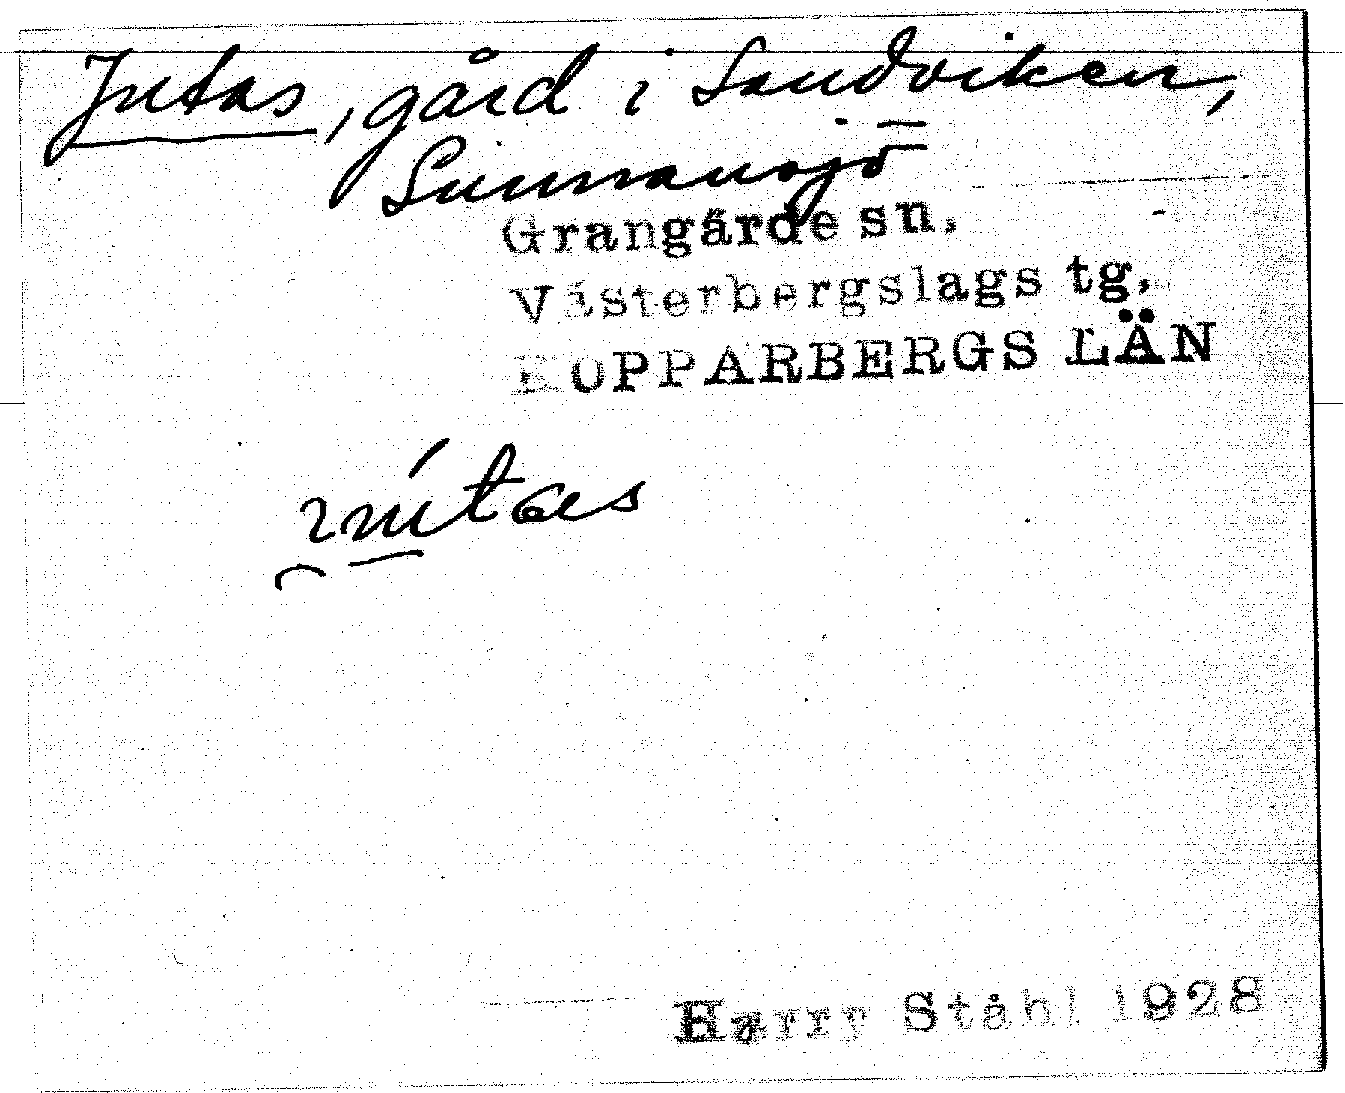 Jutas, gård i Sandviken,
Sunnansjö
Grangärde sn.
Västerbergslags tg.
KOPPARBERGS LÄN
Harry Ståhl 1928